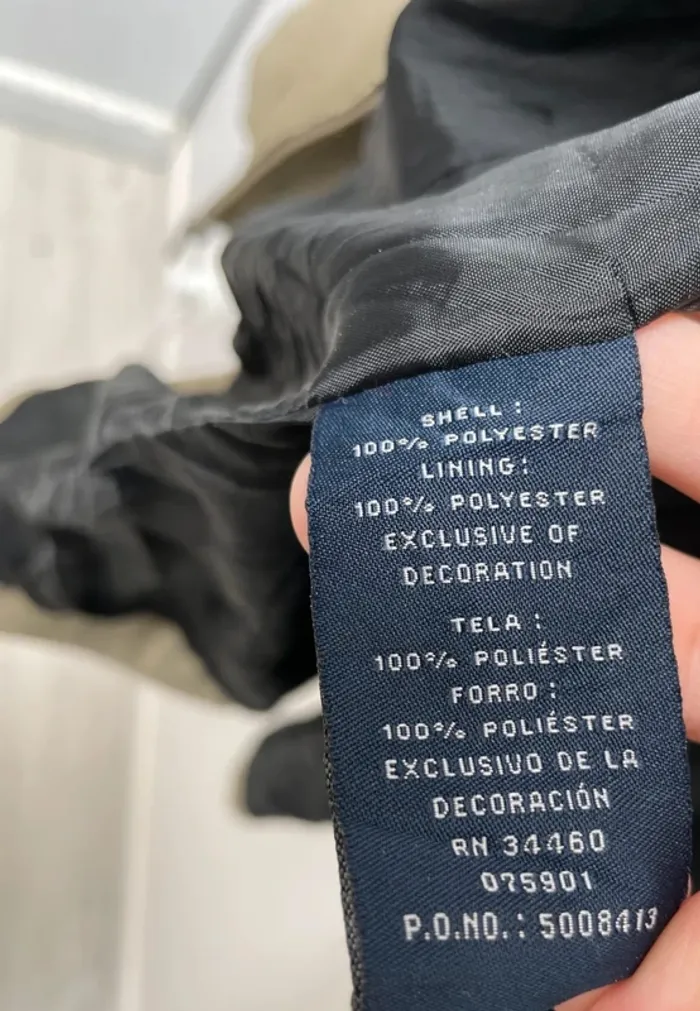 SHELL :
100% POLYESTER
LINING:
100% POLYESTER
EXCLUSIVE OF
DECORATION
TELA :
100% POLIÉSTER
FORRO :
100% POLIÉSTER
EXCLUSIVO DE LA
DECORACIÓN
RN 34460
075901
P.O.NO.: 5008413